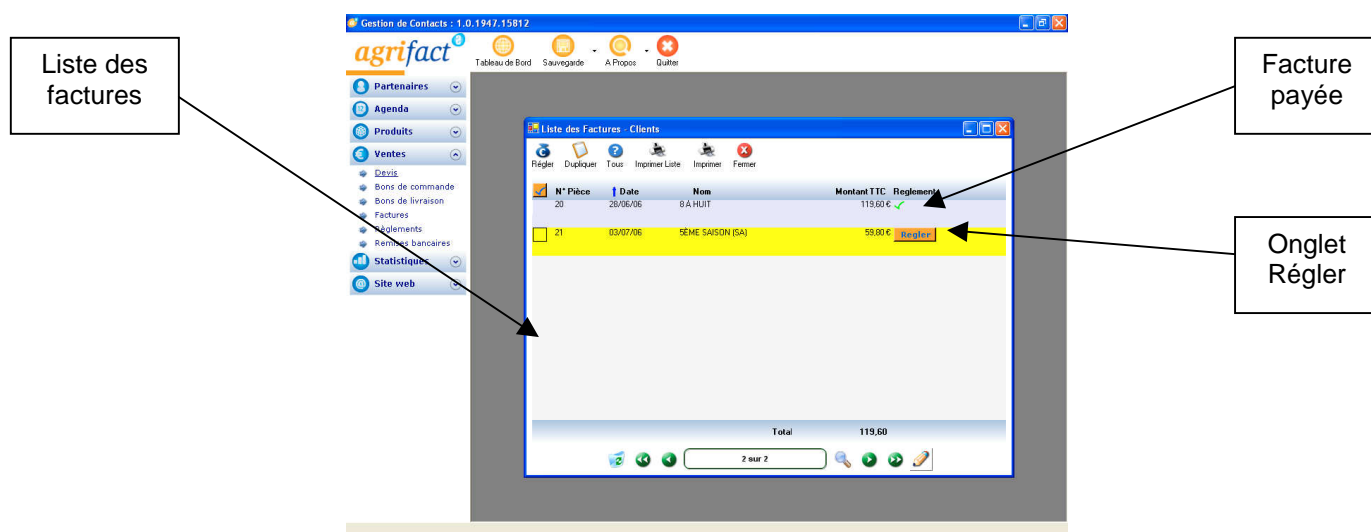 Gestion de Contacts : 1.0.1947.15812
agrifact
Tableau de Bord Sauvegarde A Propos Quitter
Liste des
factures
Facture
payée
Onglet
Régler
Partenaires
Agenda
Produits
Ventes
Devis
Bons de commande
Bons de livraison
Factures
Règlements
Remises bancaires
Statistiques
Site web
Liste des Factures - Clients
Régler Dupliquer Tous Imprimer Liste Imprimer Fermer
N° Pièce Date Nom Montant TTC Reglements
20 28/06/06 8 À HUIT 119,60 €
21 03/07/06 5ÈME SAISON (SA) 59,80 € Regler
Total 119,60
2 sur 2